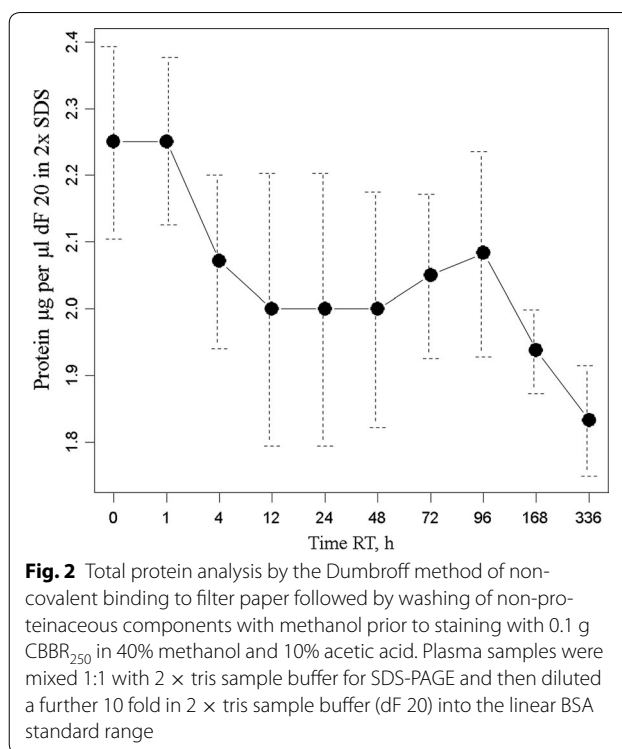 Protein µg per µl dF 20 in 2x SDS
2.4
2.3
2.2
2.1
2.0
1.9
1.8
0 1 4 12 24 48 72 96 168 336
Time RT, h
Fig. 2 Total protein analysis by the Dumbroff method of non-
covalent binding to filter paper followed by washing of non-pro-
teinaceous components with methanol prior to staining with 0.1 g
CBBR250 in 40% methanol and 10% acetic acid. Plasma samples were
mixed 1:1 with 2 × tris sample buffer for SDS-PAGE and then diluted
a further 10 fold in 2 × tris sample buffer (dF 20) into the linear BSA
standard range